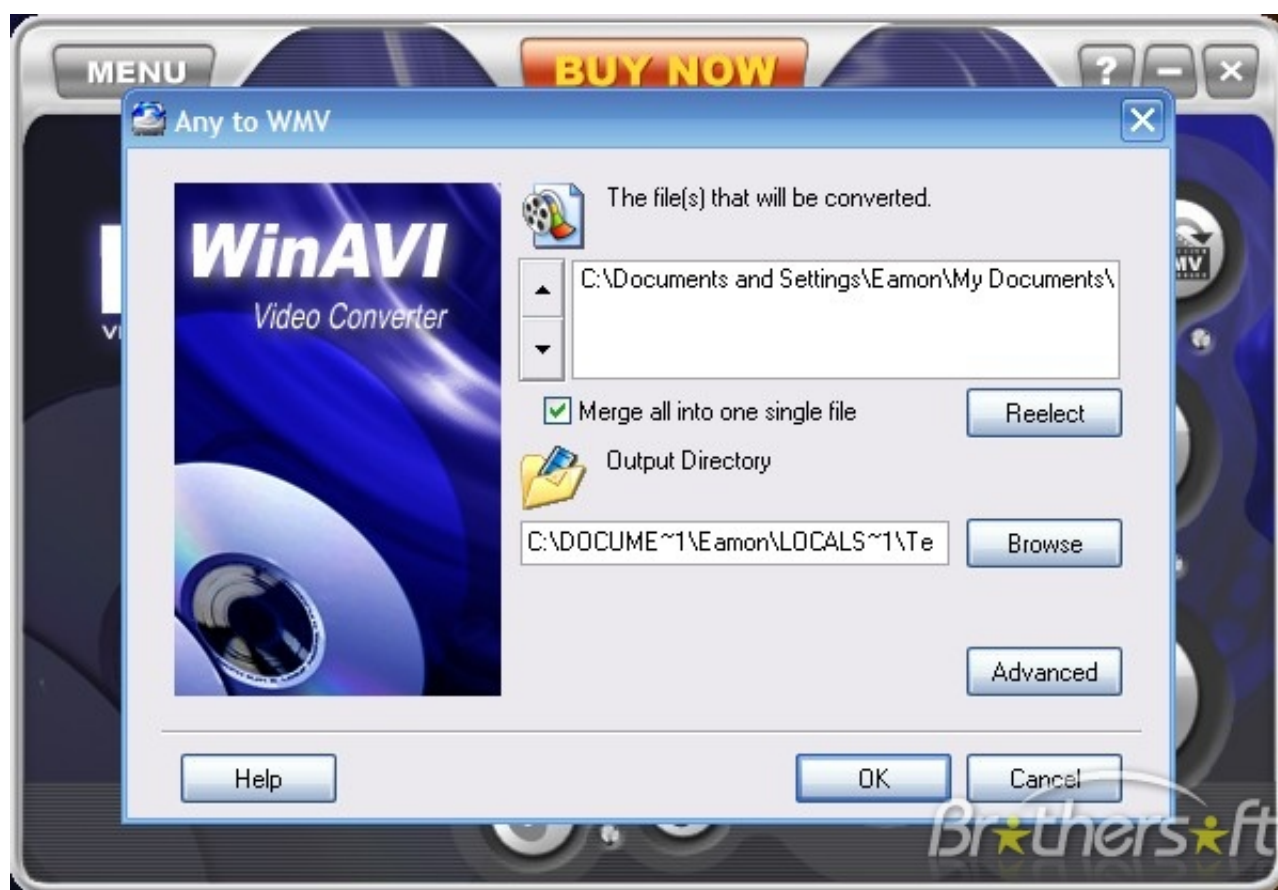 MENU
BUY NOW
?
Any to WMV
WinAVI
Video Converter
The file(s) that will be converted.
C:\Documents and Settings\Eamon\My Documents\
Merge all into one single file
Reelect
Output Directory
C:\DOCUME~1\Eamon\LOCALS~1\Te
Browse
Advanced
Help
OK
Cancel
Brothersoft